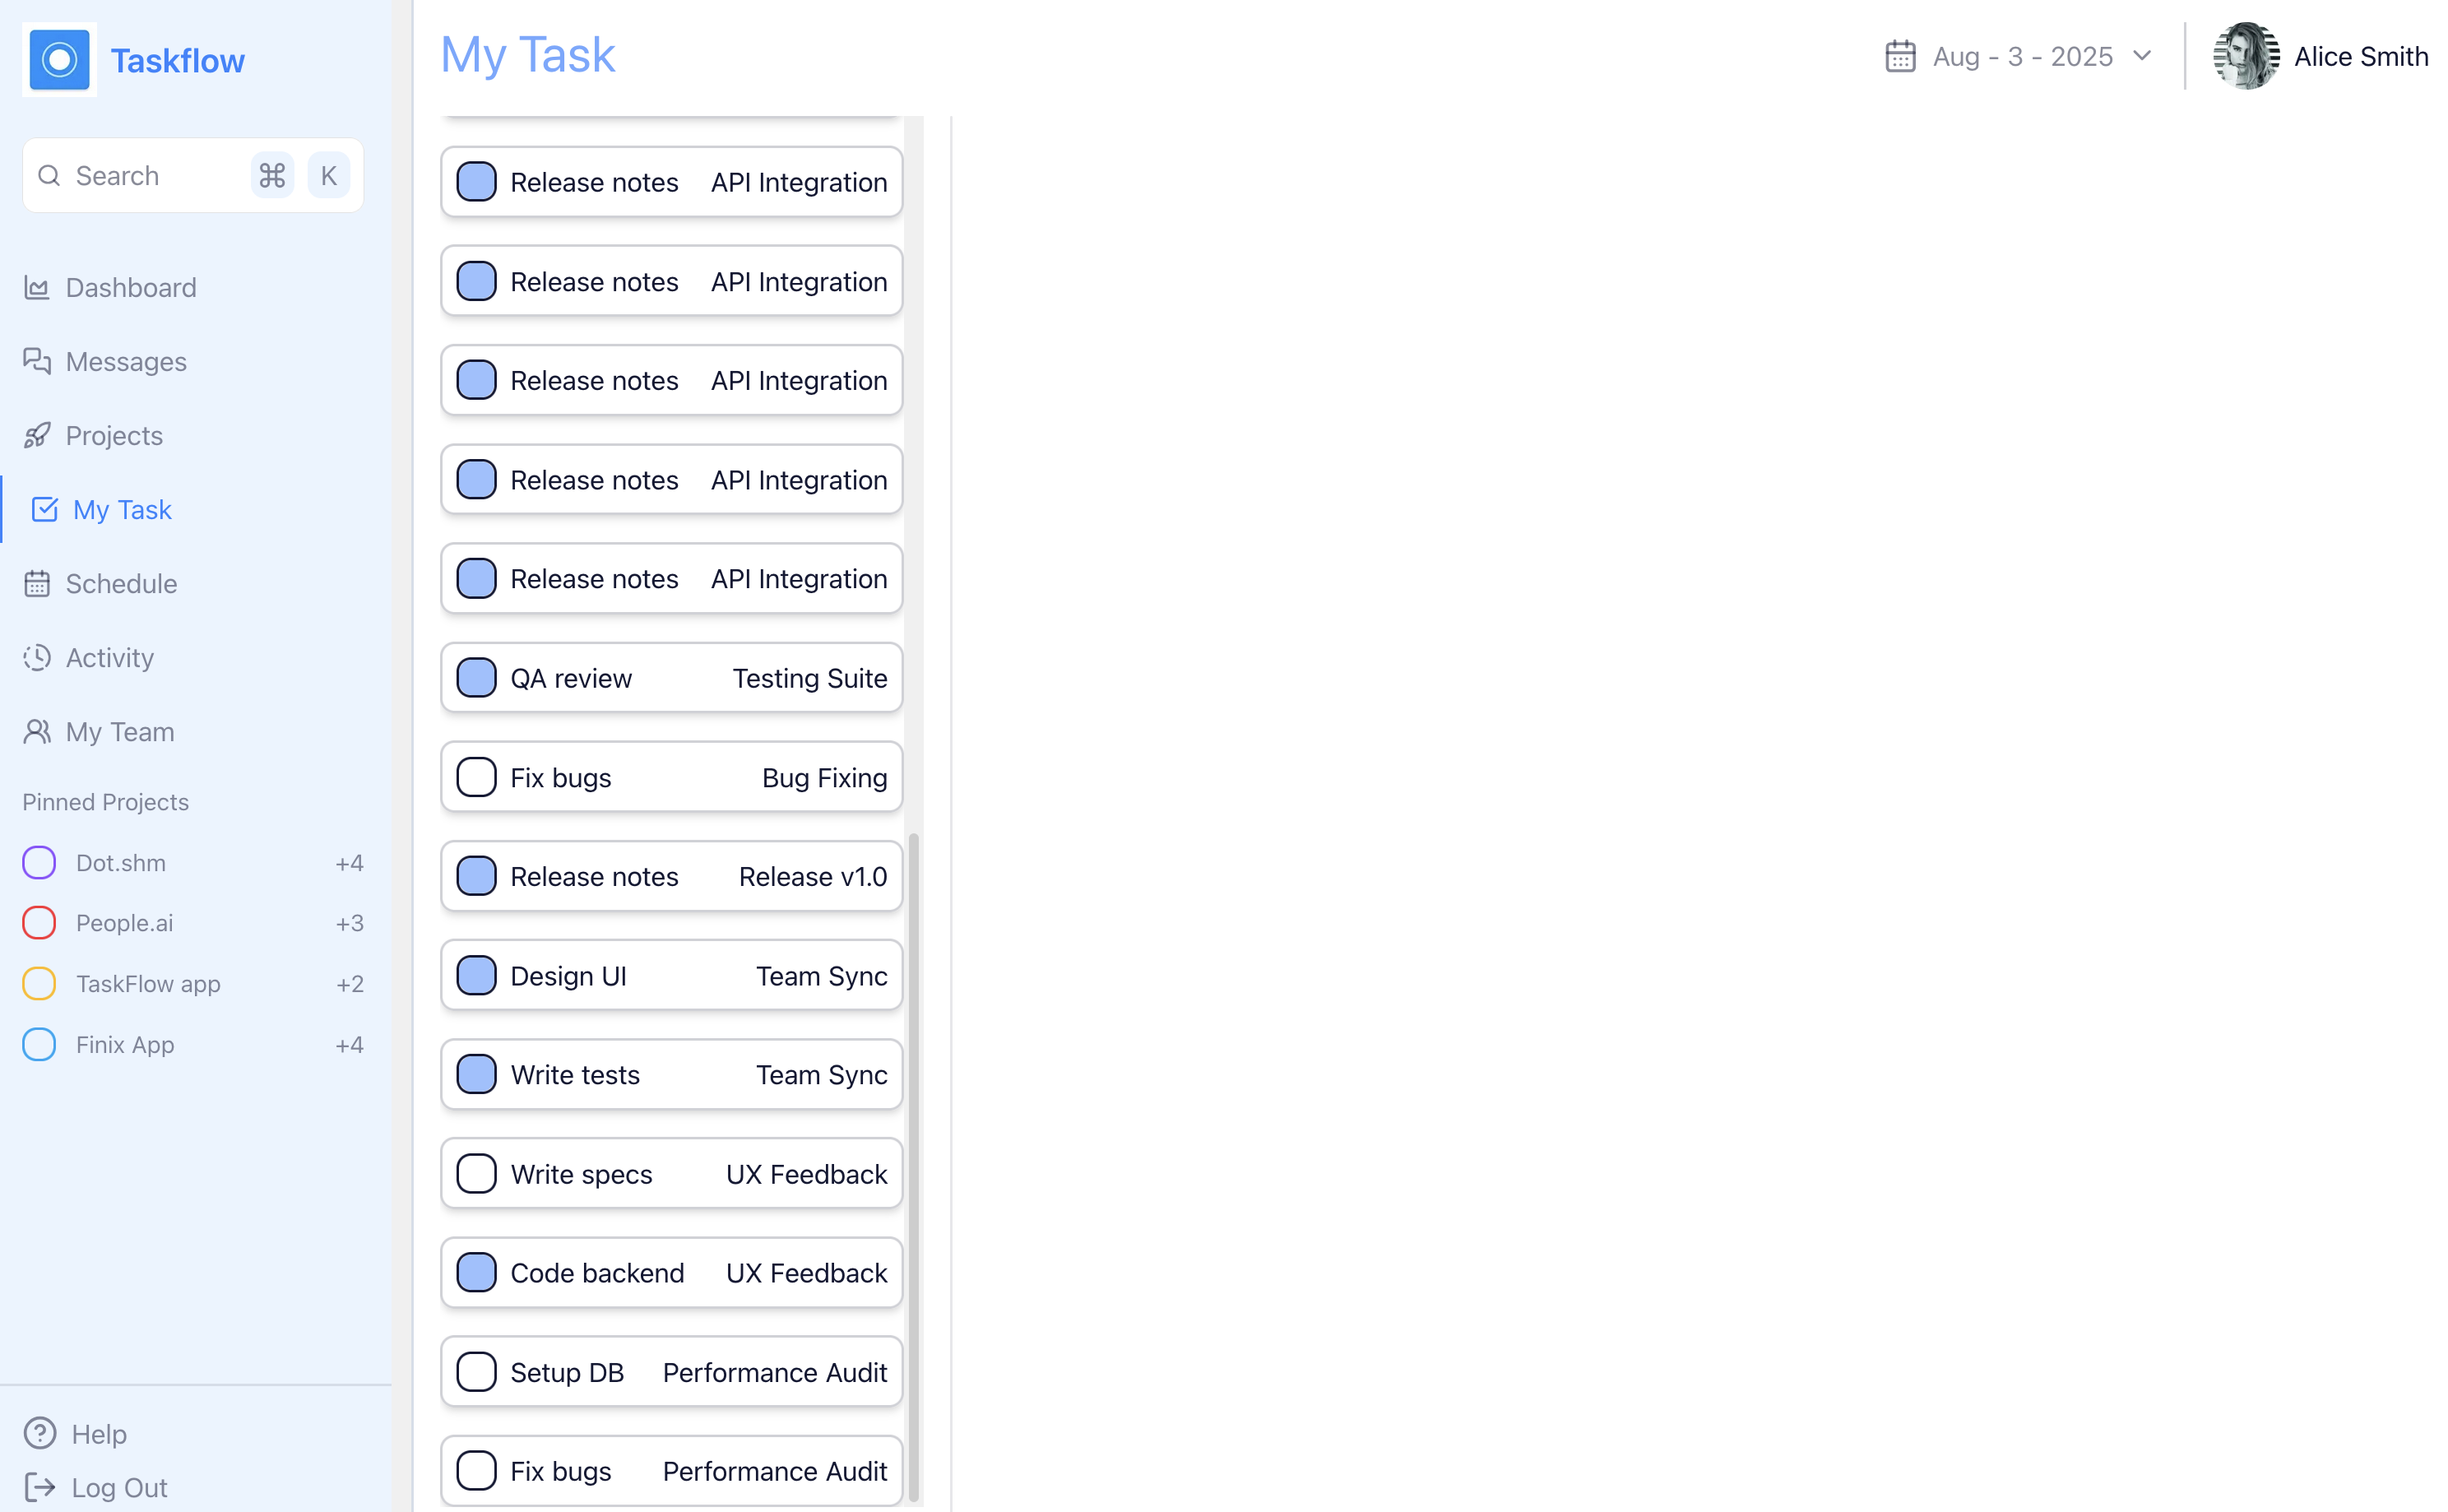 Taskflow
Search ⌘ K
Dashboard
Messages
Projects
My Task
Schedule
Activity
My Team
Pinned Projects
Dot.shm +4
People.ai +3
TaskFlow app +2
Finix App +4
Help
Log Out
My Task
Aug - 3 - 2025
Alice Smith
Release notes API Integration
Release notes API Integration
Release notes API Integration
Release notes API Integration
Release notes API Integration
QA review Testing Suite
Fix bugs Bug Fixing
Release notes Release v1.0
Design UI Team Sync
Write tests Team Sync
Write specs UX Feedback
Code backend UX Feedback
Setup DB Performance Audit
Fix bugs Performance Audit